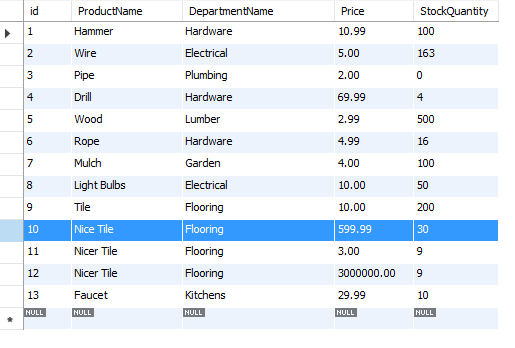 id ProductName DepartmentName Price StockQuantity
1 Hammer Hardware 10.99 100
2 Wire Electrical 5.00 163
3 Pipe Plumbing 2.00 0
4 Drill Hardware 69.99 4
5 Wood Lumber 2.99 500
6 Rope Hardware 4.99 16
7 Mulch Garden 4.00 100
8 Light Bulbs Electrical 10.00 50
9 Tile Flooring 10.00 200
10 Nice Tile Flooring 599.99 30
11 Nicer Tile Flooring 3.00 9
12 Nicer Tile Flooring 3000000.00 9
13 Faucet Kitchens 29.99 10
NULL NULL NULL NULL NULL